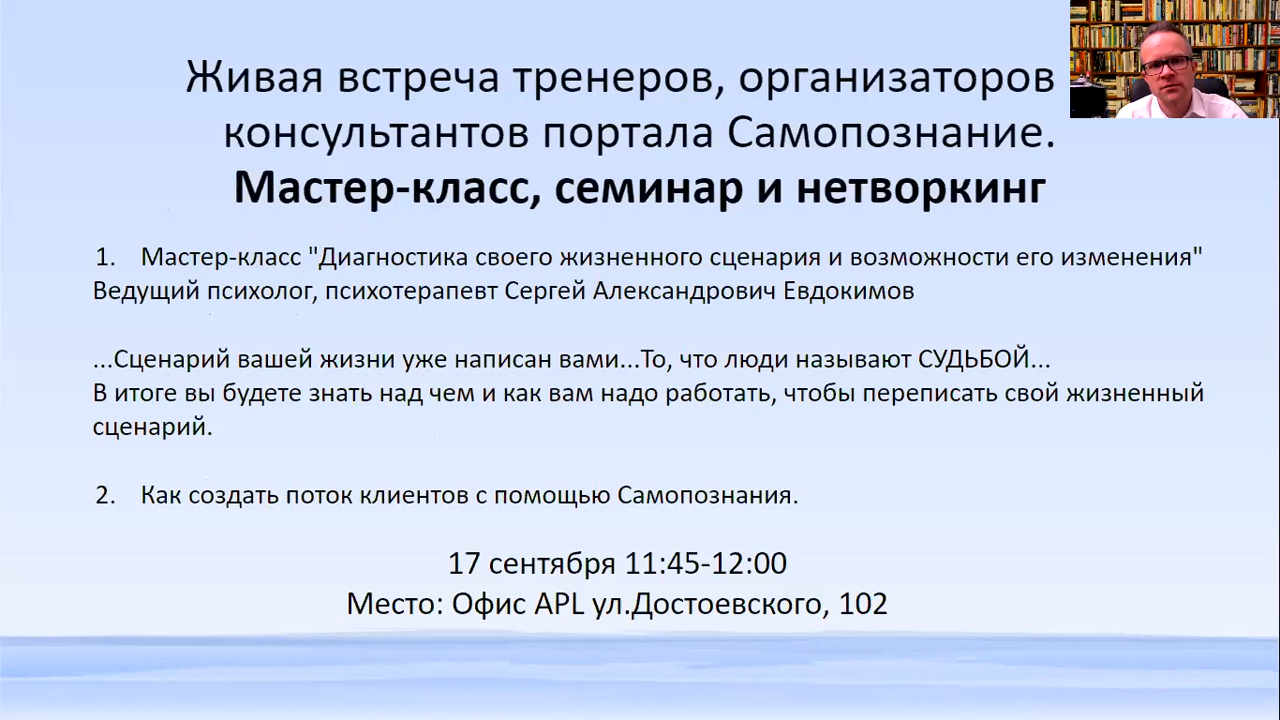 Живая встреча тренеров, организаторов
консультантов портала Самопознание.
Мастер-класс, семинар и нетворкинг
1. Мастер-класс "Диагностика своего жизненного сценария и возможности его изменения"
Ведущий психолог, психотерапевт Сергей Александрович Евдокимов
...Сценарий вашей жизни уже написан вами...То, что люди называют СУДЬБОЙ...
В итоге вы будете знать над чем и как вам надо работать, чтобы переписать свой жизненный
сценарий.
2. Как создать поток клиентов с помощью Самопознания.
17 сентября 11:45-12:00
Место: Офис APL ул.Достоевского, 102